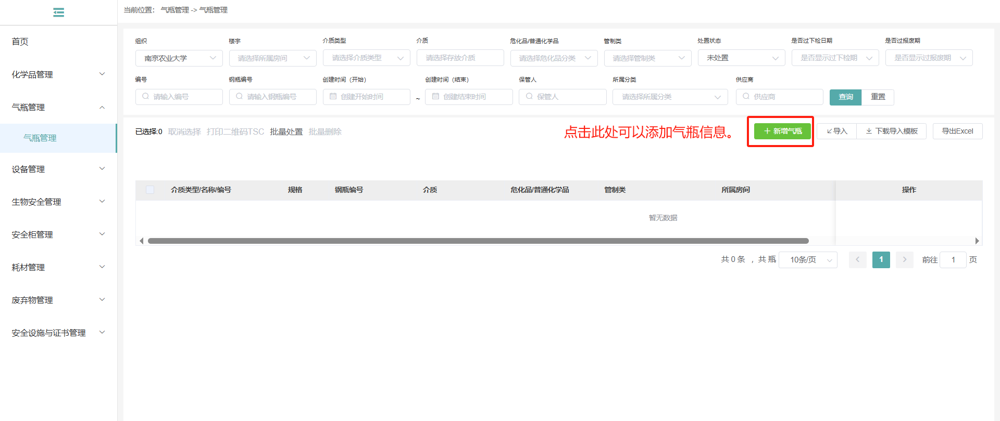 当前位置： 气瓶管理 -> 气瓶管理
首页
化学品管理
气瓶管理
气瓶管理
设备管理
生物安全管理
安全柜管理
耗材管理
废弃物管理
安全设施与证书管理
组织 楼宇 介质类型 介质 危化品/普通化学品 管制类 处置状态 是否过下检日期 是否过报废期
南京农业大学 请选择所属房间 请选择介质类型 请选择存放介质 请选择危化品分类 请选择管制类 未处置 是否显示过下检期 是否显示过报废期
编号 钢瓶编号 创建时间（开始） 创建时间（结束） 保管人 所属分类 供应商
请输入编号 请输入钢瓶编号 创建开始时间 ~ 创建结束时间 保管人 请选择所属分类 供应商 查询 重置
已选择:0 取消选择 打印二维码TSC 批量处置 批量删除 点击此处可以添加气瓶信息。 新增气瓶 导入 下载导入模板 导出Excel
介质类型/名称/编号 规格 钢瓶编号 介质 危化品/普通化学品 管制类 所属房间 操作
暂无数据
共 0 条 ，共 瓶 10条/页 1 前往 1 页